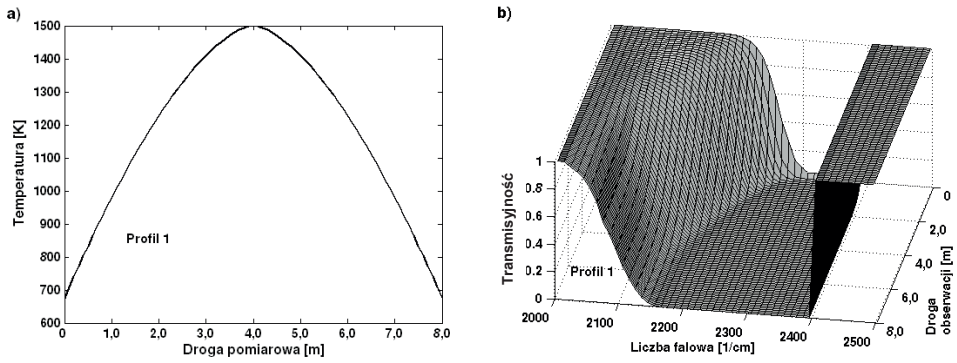 a)
1500
1400
1300
1200
1100
1000
900
800
700
600
Temperatura [K]
Profil 1
0 1,0 2,0 3,0 4,0 5,0 6,0 7,0 8,0
Droga pomiarowa [m]
b)
1
0.8
0.6
0.4
0.2
0
Transmisyjność
Profil 1
2000 2100 2200 2300 2400 2500
Liczba falowa [1/cm]
0
2,0
4,0
6,0
8,0
Droga
obserwacji [m]